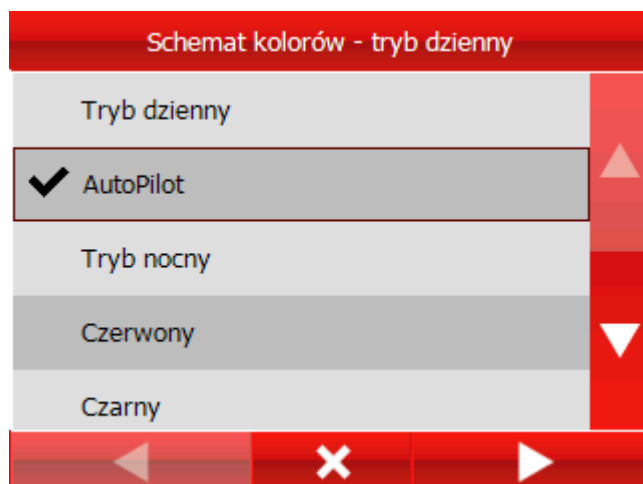 Schemat kolorów - tryb dzienny
Tryb dzienny
AutoPilot
Tryb nocny
Czerwony
Czarny